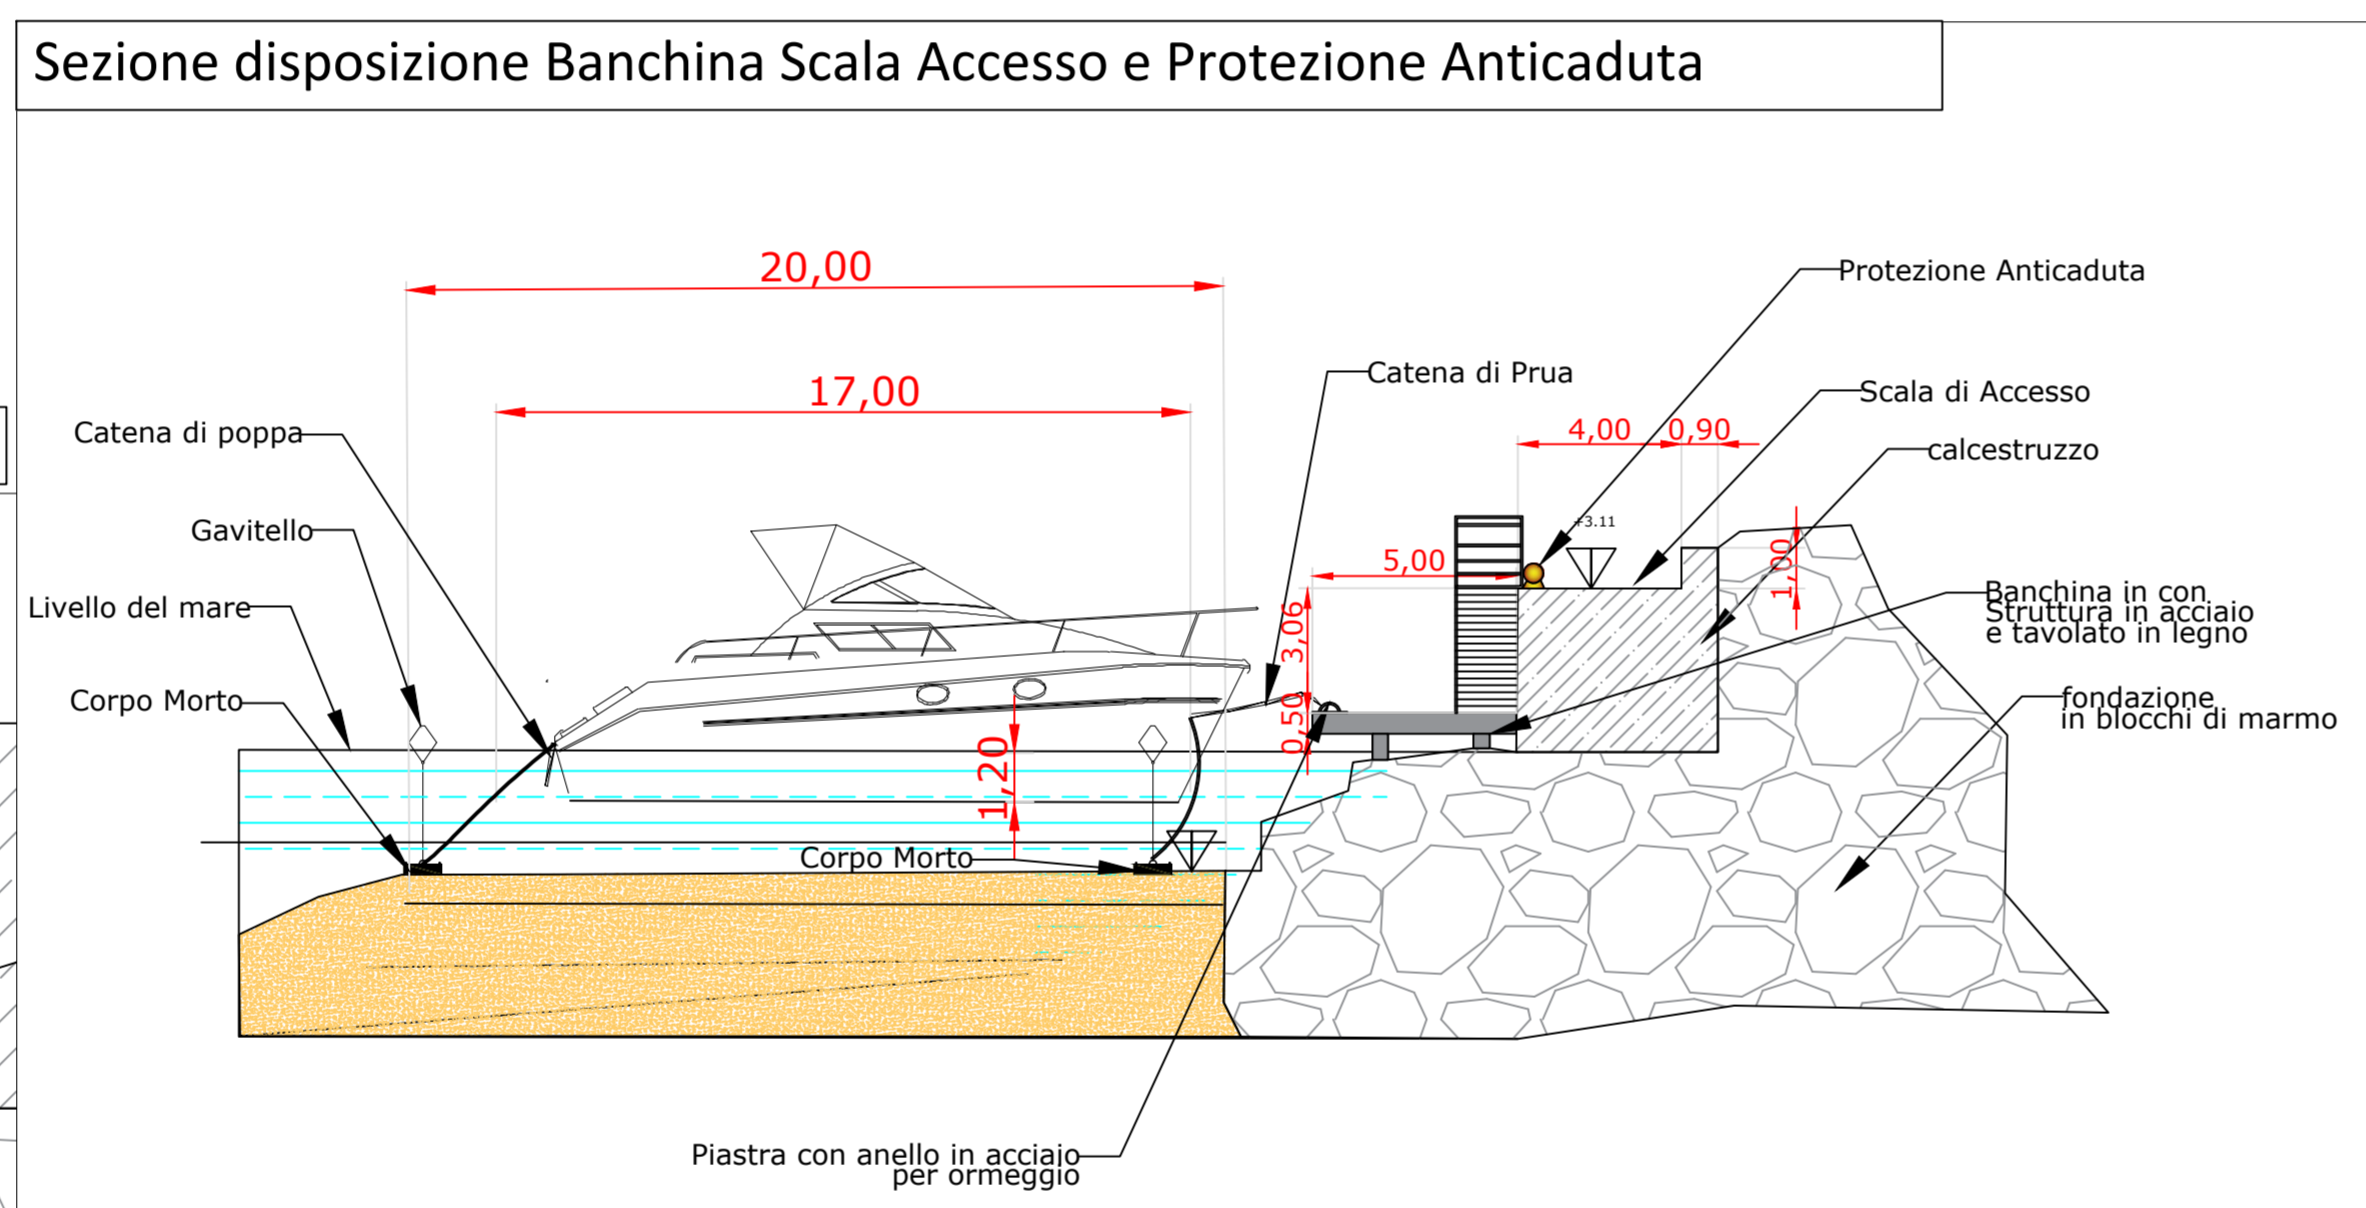 Sezione disposizione Banchina Scala Accesso e Protezione Anticaduta
20,00
Protezione Anticaduta
17,00
Catena di Prua
Scala di Accesso
Catena di poppa
4,00
0,90
calcestruzzo
Gavitello
+3.11
5,00
1,00
Livello del mare
3,06
Banchina in con
Struttura in acciaio
e tavolato in legno
Corpo Morto
0,50
fondazione
in blocchi di marmo
1,20
Corpo Morto
Piastra con anello in acciaio
per ormeggio